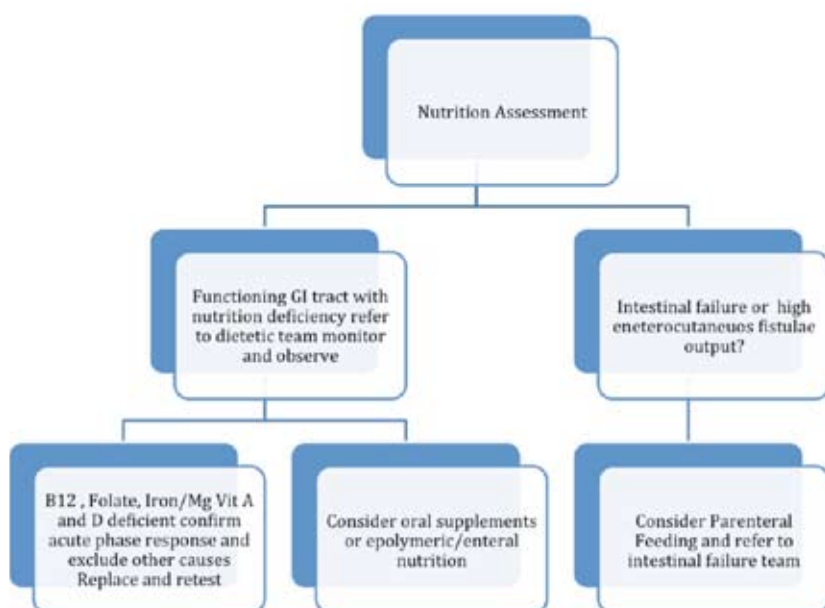 Nutrition Assessment
Functioning GI tract with
nutrition deficiency refer
to dietetic team monitor
and observe
Intestinal failure or high
eneterocutaneuos fistulae
output?
B12 , Folate, Iron/Mg Vit A
and D deficient confirm
acute phase response and
exclude other causes
Replace and retest
Consider oral supplements
or epolymeric/enteral
nutrition
Consider Parenteral
Feeding and refer to
intestinal failure team